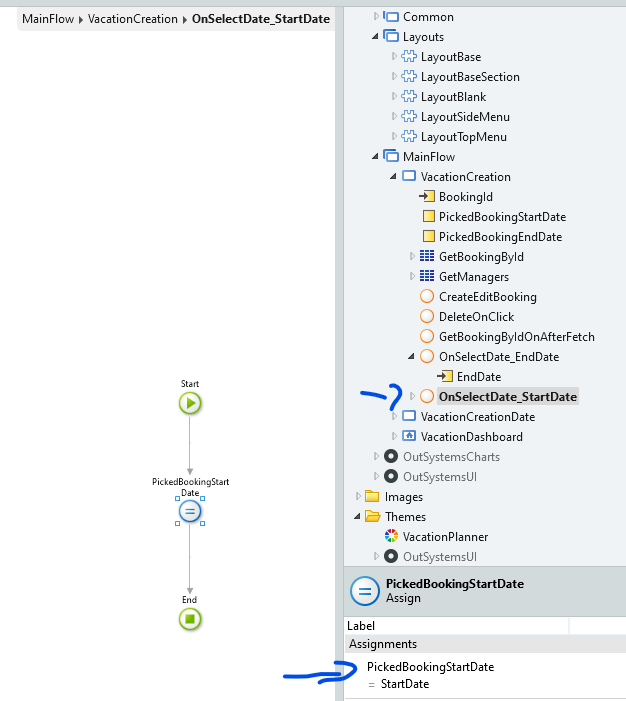 MainFlow VacationCreation OnSelectDate_StartDate
Start
PickedBookingStart
Date
End
Common
Layouts
LayoutBase
LayoutBaseSection
LayoutBlank
LayoutSideMenu
LayoutTopMenu
MainFlow
VacationCreation
BookingId
PickedBookingStartDate
PickedBookingEndDate
GetBookingById
GetManagers
CreateEditBooking
DeleteOnClick
GetBookingByIdOnAfterFetch
OnSelectDate_EndDate
EndDate
OnSelectDate_StartDate
VacationCreationDate
VacationDashboard
OutSystemsCharts
OutSystemsUI
Images
Themes
VacationPlanner
OutSystemsUI
PickedBookingStartDate
Assign
Label
Assignments
PickedBookingStartDate
= StartDate